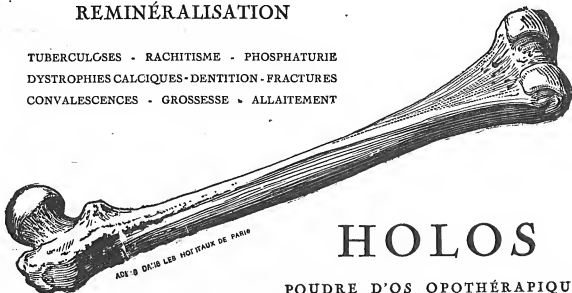 REMINÉRALISATION
TUBERCULOSES - RACHITISME - PHOSPHATURIE
DYSTROPHIES CALCIQUES - DENTITION - FRACTURES
CONVALESCENCES - GROSSESSE - ALLAITEMENT
DANS LES HOPITAUX DE PARIS
HOLOS
POUDRE D'OS OPOTHÉRAPIQU